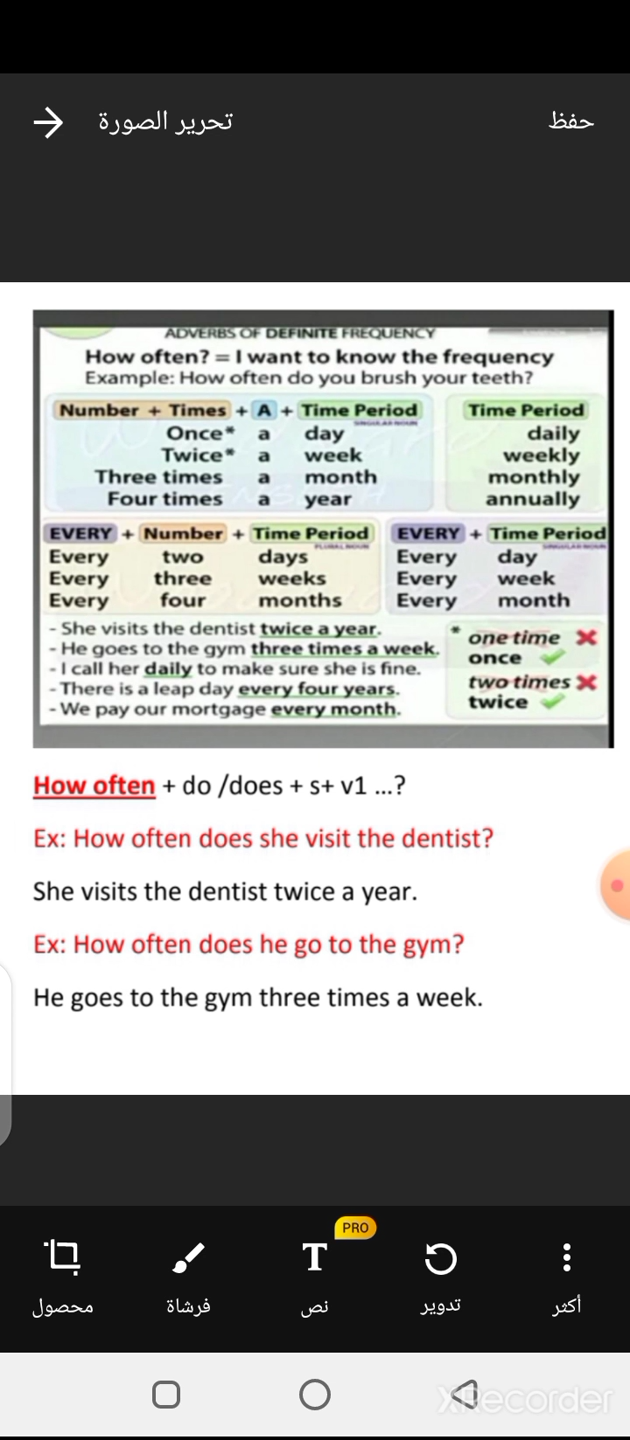 تحرير الصورة
حفظ
ADVERBS OF DEFINITE FREQUENCY
How often? = I want to know the frequency
Example: How often do you brush your teeth?
Number + Times + A + Time Period
SINGULAR NOUN
Once* a day
Twice* a week
Three times a month
Four times a year
Time Period
daily
weekly
monthly
annually
EVERY + Number + Time Period
PLURAL NOUN
Every two days
Every three weeks
Every four months
EVERY + Time Period
SINGULAR NOUN
Every day
Every week
Every month
- She visits the dentist twice a year.
- He goes to the gym three times a week.
- I call her daily to make sure she is fine.
- There is a leap day every four years.
- We pay our mortgage every month.
* one time
once
two times
twice
How often + do /does + s+ v1 ...?
Ex: How often does she visit the dentist?
She visits the dentist twice a year.
Ex: How often does he go to the gym?
He goes to the gym three times a week.
PRO
T
محصول
فرشاة
نص
تدوير
أكثر
XRecorder